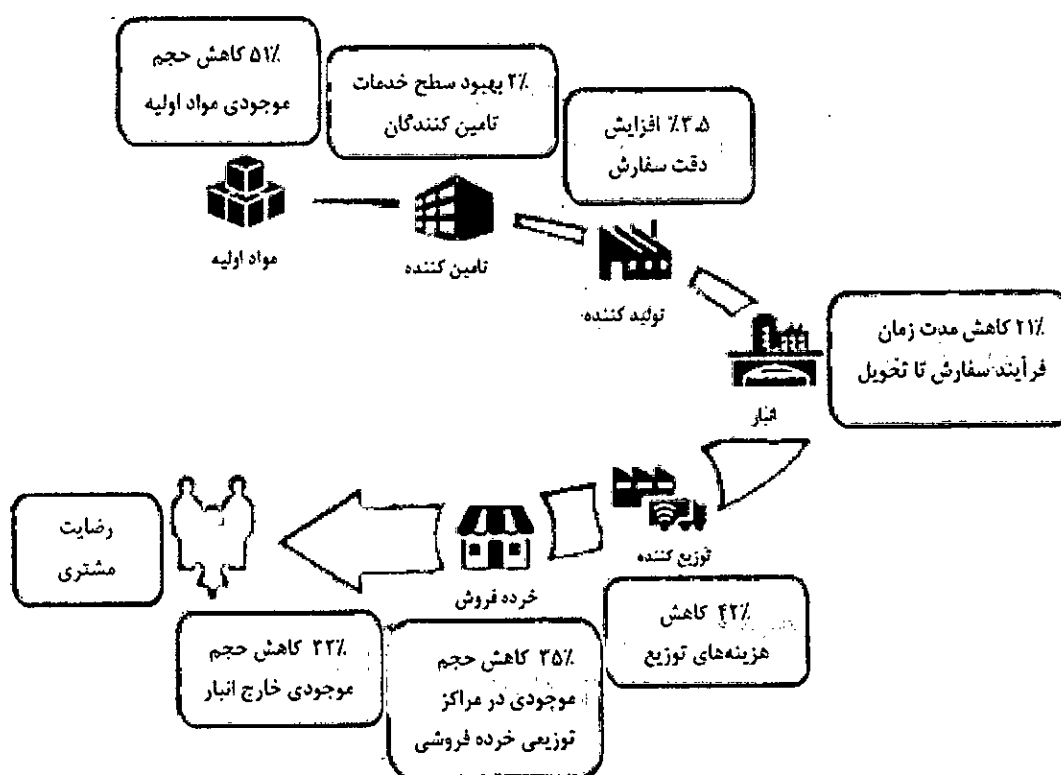 ۵۱٪ کاهش حجم
موجودی مواد اولیه
۲٪ بهبود سطح خدمات
تامین کنندگان
۳.۵٪ افزایش
دقت سفارش
مواد اولیه
تامین کننده
تولید کننده
۲۱٪ کاهش مدت زمان
فرآیند سفارش تا تحویل
انبار
توزیع کننده
خرده فروش
رضایت
مشتری
۴۲٪ کاهش
هزینه‌های توزیع
۳۵٪ کاهش حجم
موجودی در مراکز
توزیعی خرده فروشی
کاهش حجم
موجودی خارج انبار